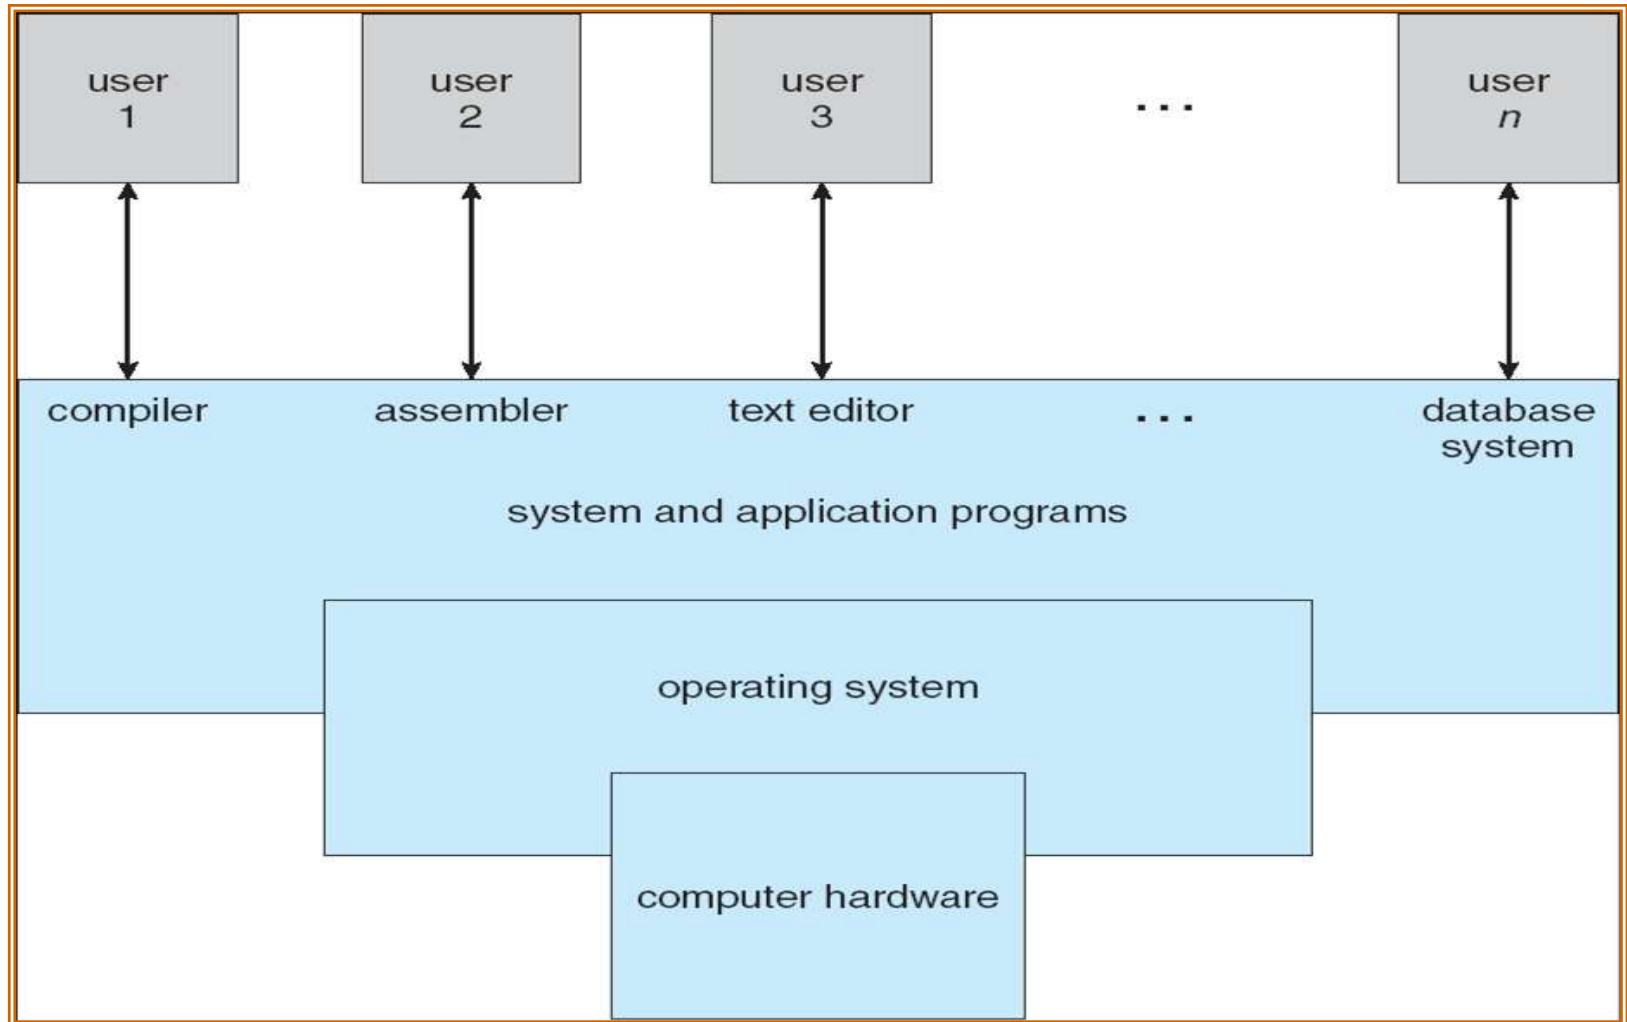 user
1
user
2
user
3
...
user
n
compiler
assembler
text editor
...
database
system
system and application programs
operating system
computer hardware